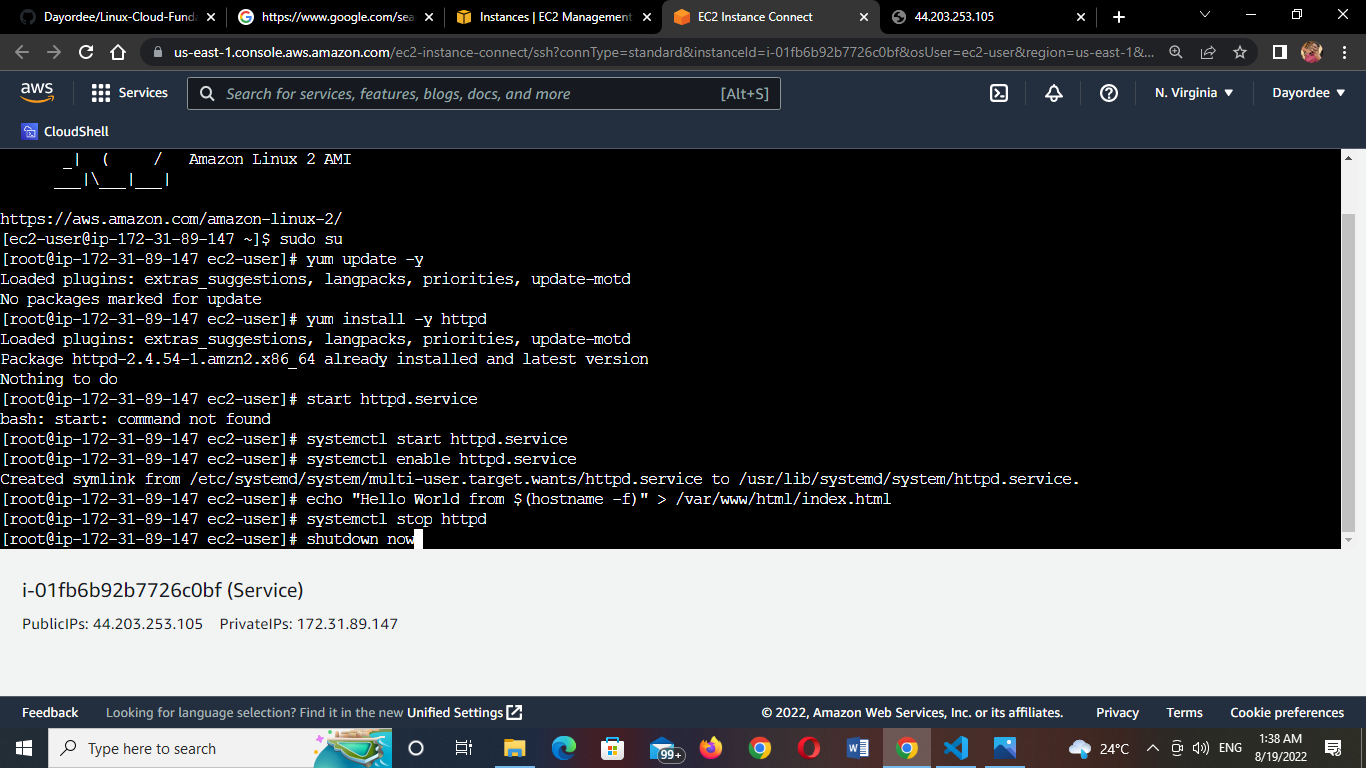 Dayordee/Linux-Cloud-Funda
https://www.google.com/sea
Instances | EC2 Management
EC2 Instance Connect
44.203.253.105
us-east-1.console.aws.amazon.com/ec2-instance-connect/ssh?connType=standard&instanceId=i-01fb6b92b7726c0bf&osUser=ec2-user&region=us-east-1&...
aws
Services
Search for services, features, blogs, docs, and more
[Alt+S]
N. Virginia
Dayordee
CloudShell
_|  (     /   Amazon Linux 2 AMI
___|\___|___|
https://aws.amazon.com/amazon-linux-2/
[ec2-user@ip-172-31-89-147 ~]$ sudo su
[root@ip-172-31-89-147 ec2-user]# yum update -y
Loaded plugins: extras_suggestions, langpacks, priorities, update-motd
No packages marked for update
[root@ip-172-31-89-147 ec2-user]# yum install -y httpd
Loaded plugins: extras_suggestions, langpacks, priorities, update-motd
Package httpd-2.4.54-1.amzn2.x86_64 already installed and latest version
Nothing to do
[root@ip-172-31-89-147 ec2-user]# start httpd.service
bash: start: command not found
[root@ip-172-31-89-147 ec2-user]# systemctl start httpd.service
[root@ip-172-31-89-147 ec2-user]# systemctl enable httpd.service
Created symlink from /etc/systemd/system/multi-user.target.wants/httpd.service to /usr/lib/systemd/system/httpd.service.
[root@ip-172-31-89-147 ec2-user]# echo "Hello World from $(hostname -f)" > /var/www/html/index.html
[root@ip-172-31-89-147 ec2-user]# systemctl stop httpd
[root@ip-172-31-89-147 ec2-user]# shutdown now
i-01fb6b92b7726c0bf (Service)
PublicIPs: 44.203.253.105 PrivateIPs: 172.31.89.147
Feedback
Looking for language selection? Find it in the new Unified Settings
© 2022, Amazon Web Services, Inc. or its affiliates.
Privacy
Terms
Cookie preferences
Type here to search
99+
24°C
ENG
1:38 AM
8/19/2022